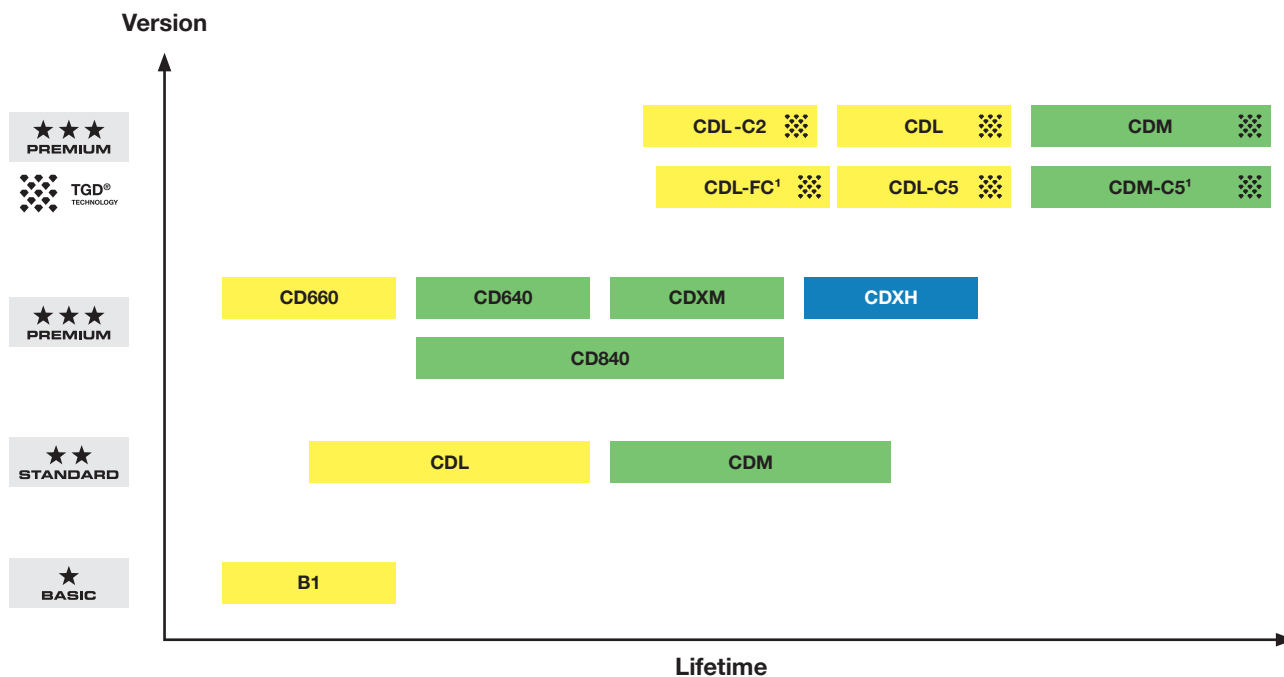 Version
PREMIUM
CDL-C2
CDL
CDM
TGD®
TECHNOLOGY
CDL-FC¹
CDL-C5
CDM-C5¹
PREMIUM
CD660
CD640
CDXM
CDXH
CD840
STANDARD
CDL
CDM
BASIC
B1
Lifetime